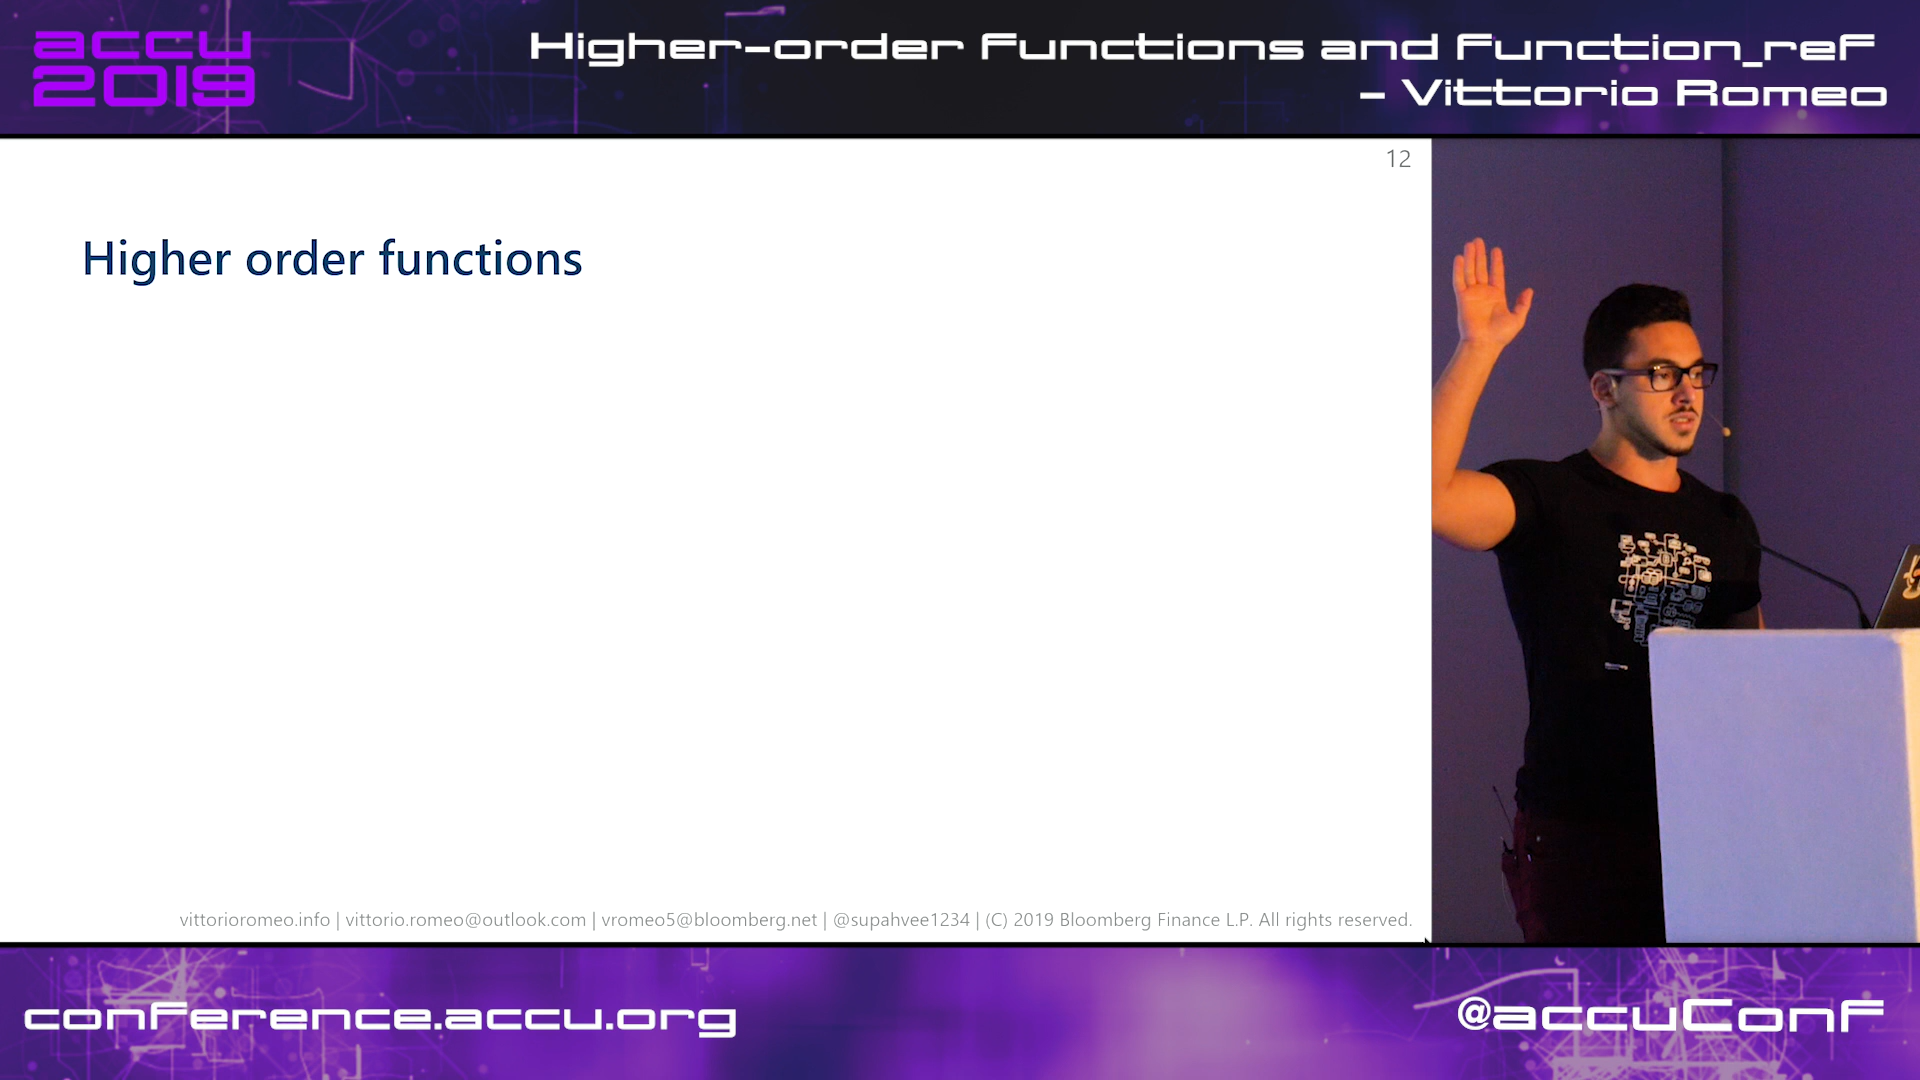 accu
2019
Higher-order Functions and Function_ref
- Vittorio Romeo
12
Higher order functions
vittorioromeo.info | vittorio.romeo@outlook.com | vromeo5@bloomberg.net | @supahvee1234 | (C) 2019 Bloomberg Finance L.P. All rights reserved.
conference.accu.org
@accuConf